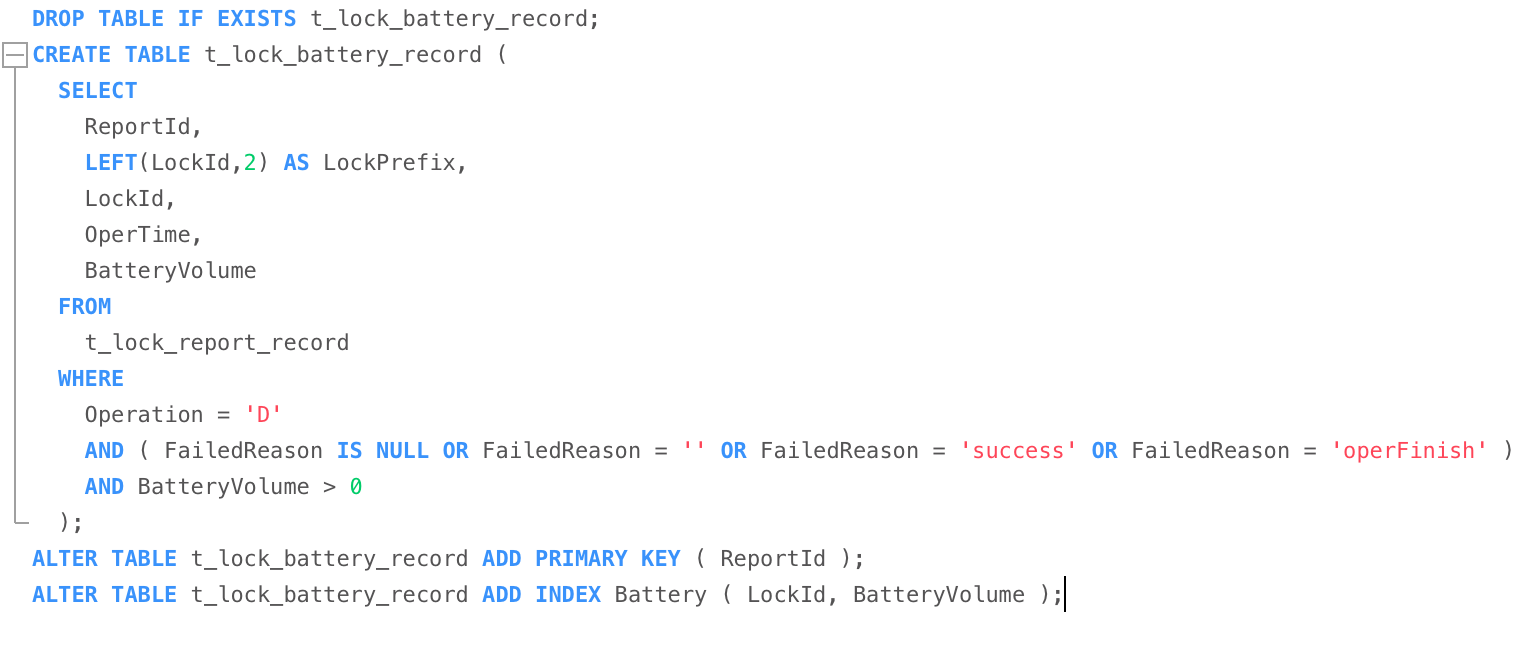 DROP TABLE IF EXISTS t_lock_battery_record;
CREATE TABLE t_lock_battery_record (
SELECT
ReportId,
LEFT(LockId,2) AS LockPrefix,
LockId,
OperTime,
BatteryVolume
FROM
t_lock_report_record
WHERE
Operation = 'D'
AND ( FailedReason IS NULL OR FailedReason = '' OR FailedReason = 'success' OR FailedReason = 'operFinish' )
AND BatteryVolume > 0
);
ALTER TABLE t_lock_battery_record ADD PRIMARY KEY ( ReportId );
ALTER TABLE t_lock_battery_record ADD INDEX Battery ( LockId, BatteryVolume );